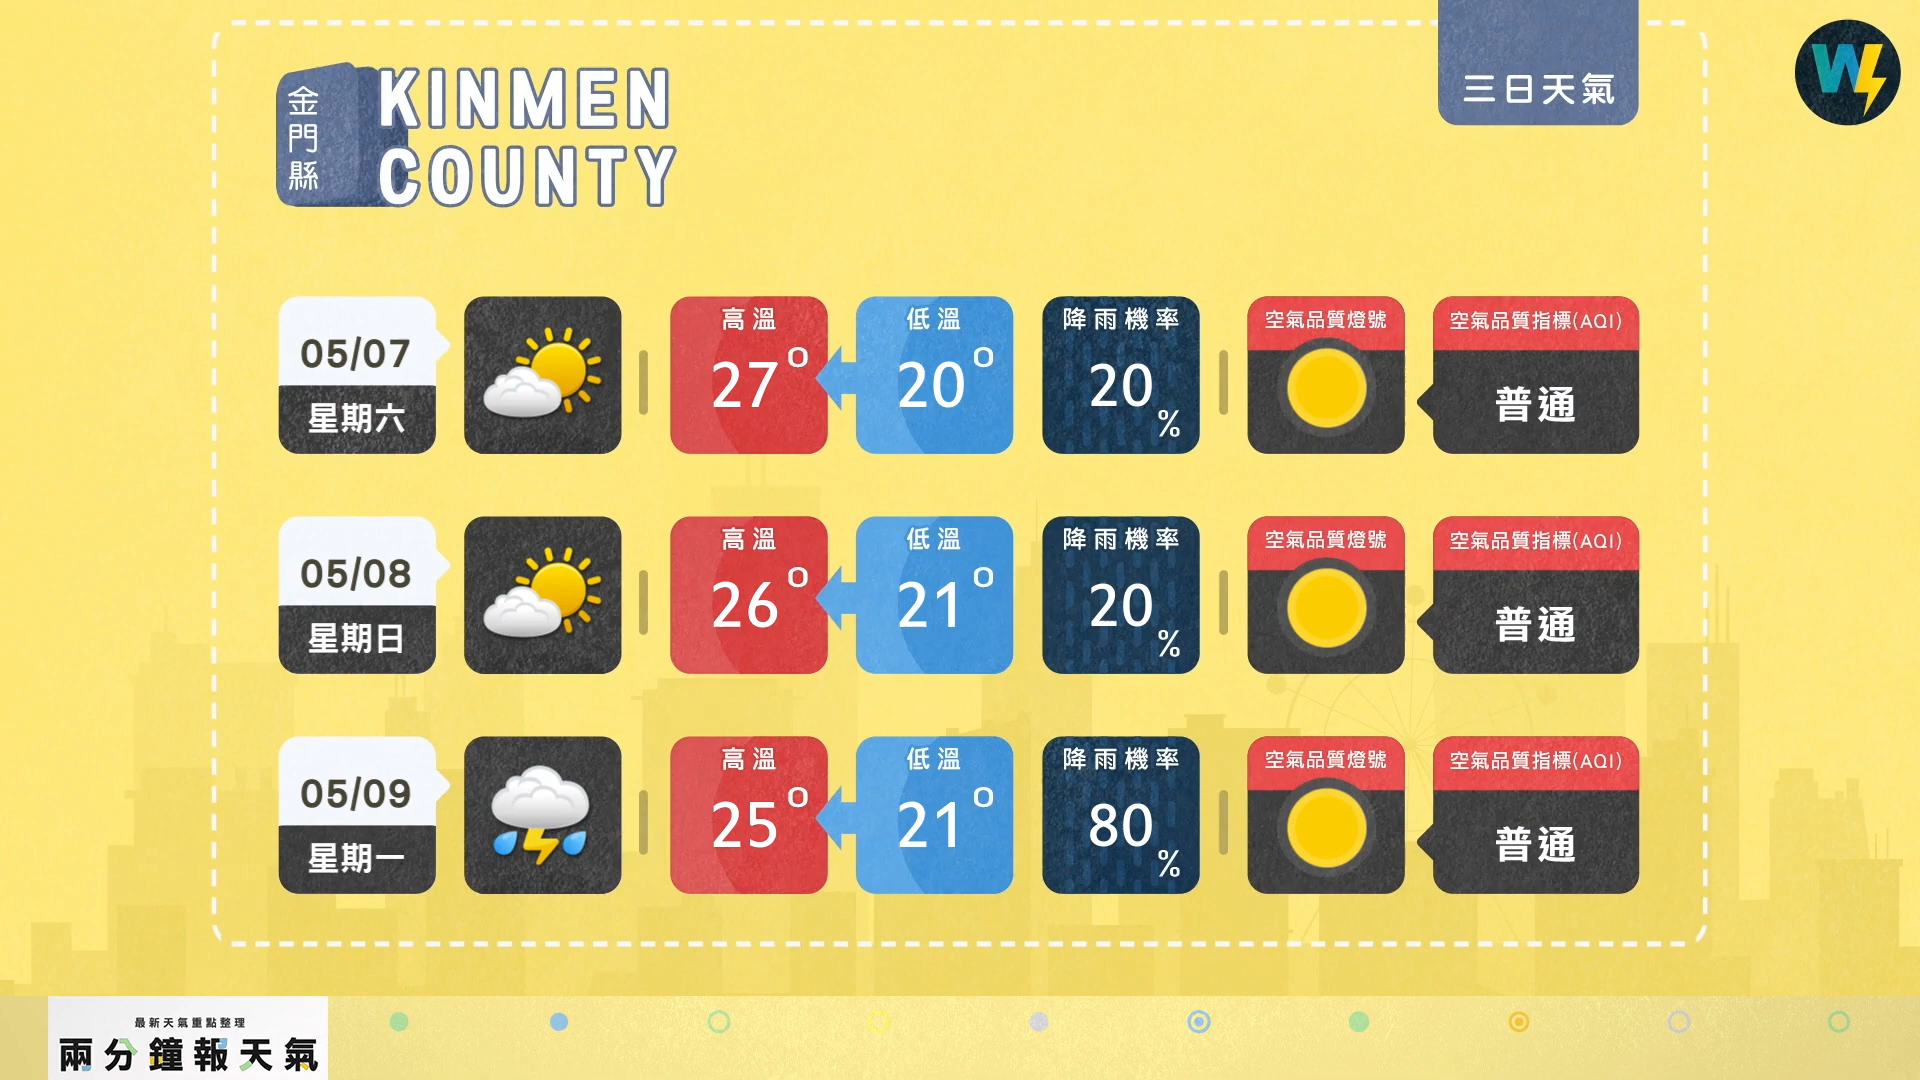 金門縣
KINMEN
COUNTY
三日天氣
W
05/07
星期六
高溫
27°
低溫
20°
降雨機率
20%
空氣品質燈號
空氣品質指標(AQI)
普通
05/08
星期日
高溫
26°
低溫
21°
降雨機率
20%
空氣品質燈號
空氣品質指標(AQI)
普通
05/09
星期一
高溫
25°
低溫
21°
降雨機率
80%
空氣品質燈號
空氣品質指標(AQI)
普通
最新天氣重點整理
兩分鐘報天氣